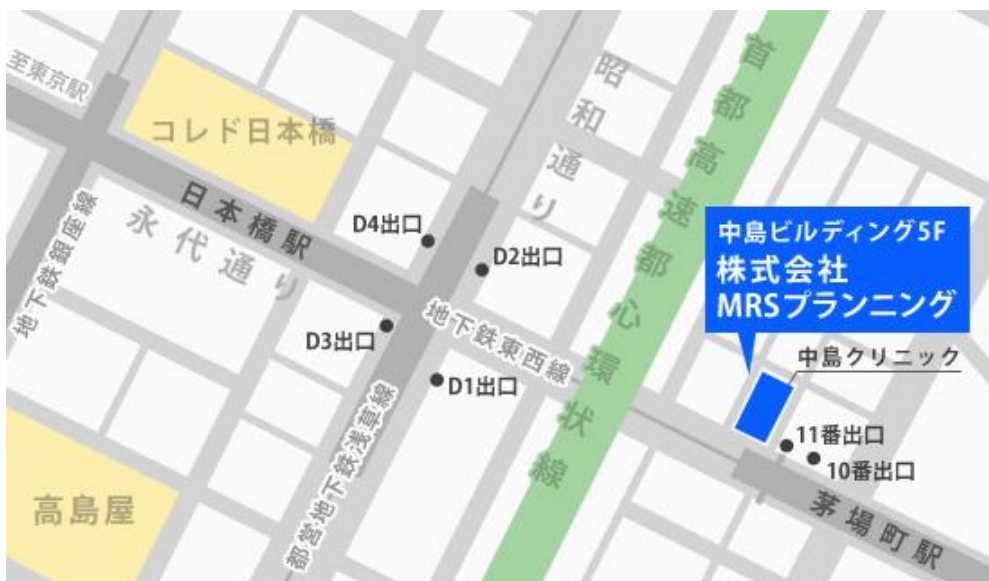 至東京駅
コレド日本橋
日本橋駅
永代通り
地下鉄銀座線
昭和通り
首都高速都心環状線
D4出口
D2出口
D3出口
D1出口
地下鉄東西線
都営地下鉄浅草線
高島屋
中島ビルディング5F
株式会社
MRSプランニング
中島クリニック
11番出口
10番出口
茅場町駅